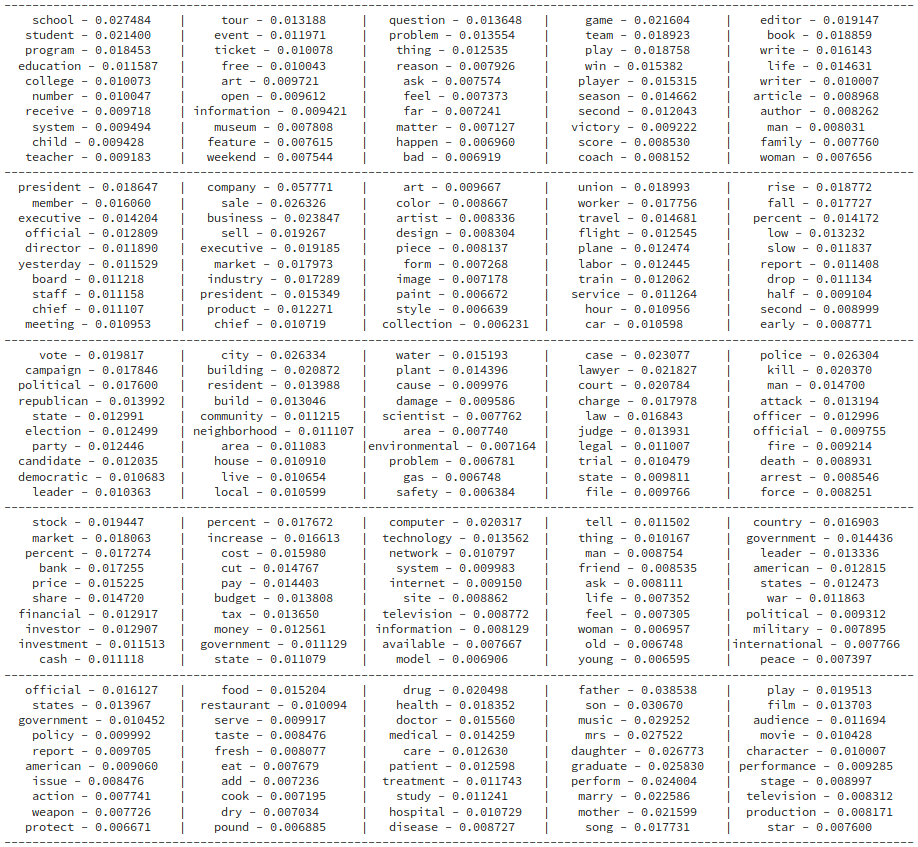 school - 0.027484 | tour - 0.013188 | question - 0.013648 | game - 0.021604 | editor - 0.019147
student - 0.021400 | event - 0.011971 | problem - 0.013554 | team - 0.018923 | book - 0.018859
program - 0.018453 | ticket - 0.010078 | thing - 0.012535 | play - 0.018758 | write - 0.016143
education - 0.011587 | free - 0.010043 | reason - 0.007926 | win - 0.015382 | life - 0.014631
college - 0.010073 | art - 0.009721 | ask - 0.007574 | player - 0.015315 | writer - 0.010007
number - 0.010047 | open - 0.009612 | feel - 0.007373 | season - 0.014662 | article - 0.008968
receive - 0.009718 | information - 0.009421 | far - 0.007241 | second - 0.012043 | author - 0.008262
system - 0.009494 | museum - 0.007808 | matter - 0.007127 | victory - 0.009222 | man - 0.008031
child - 0.009428 | feature - 0.007615 | happen - 0.006960 | score - 0.008530 | family - 0.007760
teacher - 0.009183 | weekend - 0.007544 | bad - 0.006919 | coach - 0.008152 | woman - 0.007656
president - 0.018647 | company - 0.057771 | art - 0.009667 | union - 0.018993 | rise - 0.018772
member - 0.016060 | sale - 0.026326 | color - 0.008667 | worker - 0.017756 | fall - 0.017727
executive - 0.014204 | business - 0.023847 | artist - 0.008336 | travel - 0.014681 | percent - 0.014172
official - 0.012809 | sell - 0.019267 | design - 0.008304 | flight - 0.012545 | low - 0.013232
director - 0.011890 | executive - 0.019185 | piece - 0.008137 | plane - 0.012474 | slow - 0.011837
yesterday - 0.011529 | market - 0.017973 | form - 0.007268 | labor - 0.012445 | report - 0.011408
board - 0.011218 | industry - 0.017289 | image - 0.007178 | train - 0.012062 | drop - 0.011134
staff - 0.011158 | president - 0.015349 | paint - 0.006672 | service - 0.011264 | half - 0.009104
chief - 0.011107 | product - 0.012271 | style - 0.006639 | hour - 0.010956 | second - 0.008999
meeting - 0.010953 | chief - 0.010719 | collection - 0.006231 | car - 0.010598 | early - 0.008771
vote - 0.019817 | city - 0.026334 | water - 0.015193 | case - 0.023077 | police - 0.026304
campaign - 0.017846 | building - 0.020872 | plant - 0.014396 | lawyer - 0.021827 | kill - 0.020370
political - 0.017600 | resident - 0.013988 | cause - 0.009976 | court - 0.020784 | man - 0.014700
republican - 0.013992 | build - 0.013046 | damage - 0.009586 | charge - 0.017978 | attack - 0.013194
state - 0.012991 | community - 0.011215 | scientist - 0.007762 | law - 0.016843 | officer - 0.012996
election - 0.012499 | neighborhood - 0.011107 | area - 0.007740 | judge - 0.013931 | official - 0.009755
party - 0.012446 | area - 0.011083 |environmental - 0.007164 | legal - 0.011007 | fire - 0.009214
candidate - 0.012035 | house - 0.010910 | problem - 0.006781 | trial - 0.010479 | death - 0.008931
democratic - 0.010683 | live - 0.010654 | gas - 0.006748 | state - 0.009811 | arrest - 0.008546
leader - 0.010363 | local - 0.010599 | safety - 0.006384 | file - 0.009766 | force - 0.008251
stock - 0.019447 | percent - 0.017672 | computer - 0.020317 | tell - 0.011502 | country - 0.016903
market - 0.018063 | increase - 0.016613 | technology - 0.013562 | thing - 0.010167 | government - 0.014436
percent - 0.017274 | cost - 0.015980 | network - 0.010797 | man - 0.008754 | leader - 0.013336
bank - 0.017255 | cut - 0.014767 | system - 0.009983 | friend - 0.008535 | american - 0.012815
price - 0.015225 | pay - 0.014403 | internet - 0.009150 | ask - 0.008111 | states - 0.012473
share - 0.014720 | budget - 0.013808 | site - 0.008862 | life - 0.007352 | war - 0.011863
financial - 0.012917 | tax - 0.013650 | television - 0.008772 | feel - 0.007305 | political - 0.009312
investor - 0.012907 | money - 0.012561 | information - 0.008129 | woman - 0.006957 | military - 0.007895
investment - 0.011513 | government - 0.011129 | available - 0.007667 | old - 0.006748 |international - 0.007766
cash - 0.011118 | state - 0.011079 | model - 0.006906 | young - 0.006595 | peace - 0.007397
official - 0.016127 | food - 0.015204 | drug - 0.020498 | father - 0.038538 | play - 0.019513
states - 0.013967 | restaurant - 0.010094 | health - 0.018352 | son - 0.030670 | film - 0.013703
government - 0.010452 | serve - 0.009917 | doctor - 0.015560 | music - 0.029252 | audience - 0.011694
policy - 0.009992 | taste - 0.008476 | medical - 0.014259 | mrs - 0.027522 | movie - 0.010428
report - 0.009705 | fresh - 0.008077 | care - 0.012630 | daughter - 0.026773 | character - 0.010007
american - 0.009060 | eat - 0.007679 | patient - 0.012598 | graduate - 0.025830 | performance - 0.009285
issue - 0.008476 | add - 0.007236 | treatment - 0.011743 | perform - 0.024004 | stage - 0.008997
action - 0.007741 | cook - 0.007195 | study - 0.011241 | marry - 0.022586 | television - 0.008312
weapon - 0.007726 | dry - 0.007034 | hospital - 0.010729 | mother - 0.021599 | production - 0.008171
protect - 0.006671 | pound - 0.006885 | disease - 0.008727 | song - 0.017731 | star - 0.007600